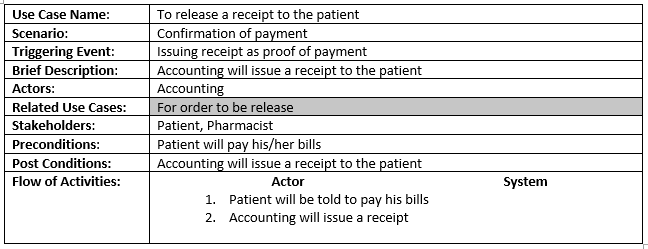 Use Case Name: To release a receipt to the patient
Scenario: Confirmation of payment
Triggering Event: Issuing receipt as proof of payment
Brief Description: Accounting will issue a receipt to the patient
Actors: Accounting
Related Use Cases: For order to be release
Stakeholders: Patient, Pharmacist
Preconditions: Patient will pay his/her bills
Post Conditions: Accounting will issue a receipt to the patient
Flow of Activities: Actor System
1. Patient will be told to pay his bills
2. Accounting will issue a receipt